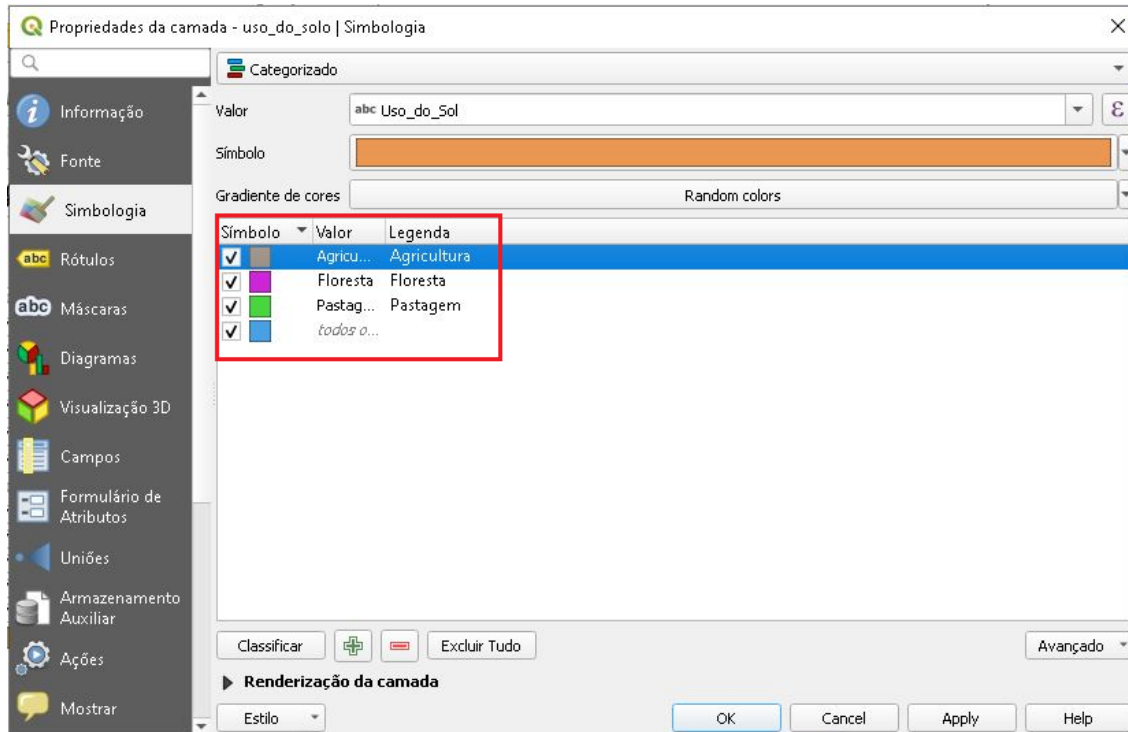 Propriedades da camada - uso_do_solo | Simbologia
Categorizado
Informação
Valor
abc Uso_do_Sol
ε
Fonte
Símbolo
Simbologia
Gradiente de cores
Random colors
Símbolo Valor Legenda
Agricu... Agricultura
Floresta Floresta
Pastag... Pastagem
todos o...
abc Rótulos
abc Máscaras
Diagramas
Visualização 3D
Campos
Formulário de
Atributos
Uniões
Armazenamento
Auxiliar
Ações
Mostrar
Classificar
Excluir Tudo
Avançado
Renderização da camada
Estilo
OK
Cancel
Apply
Help